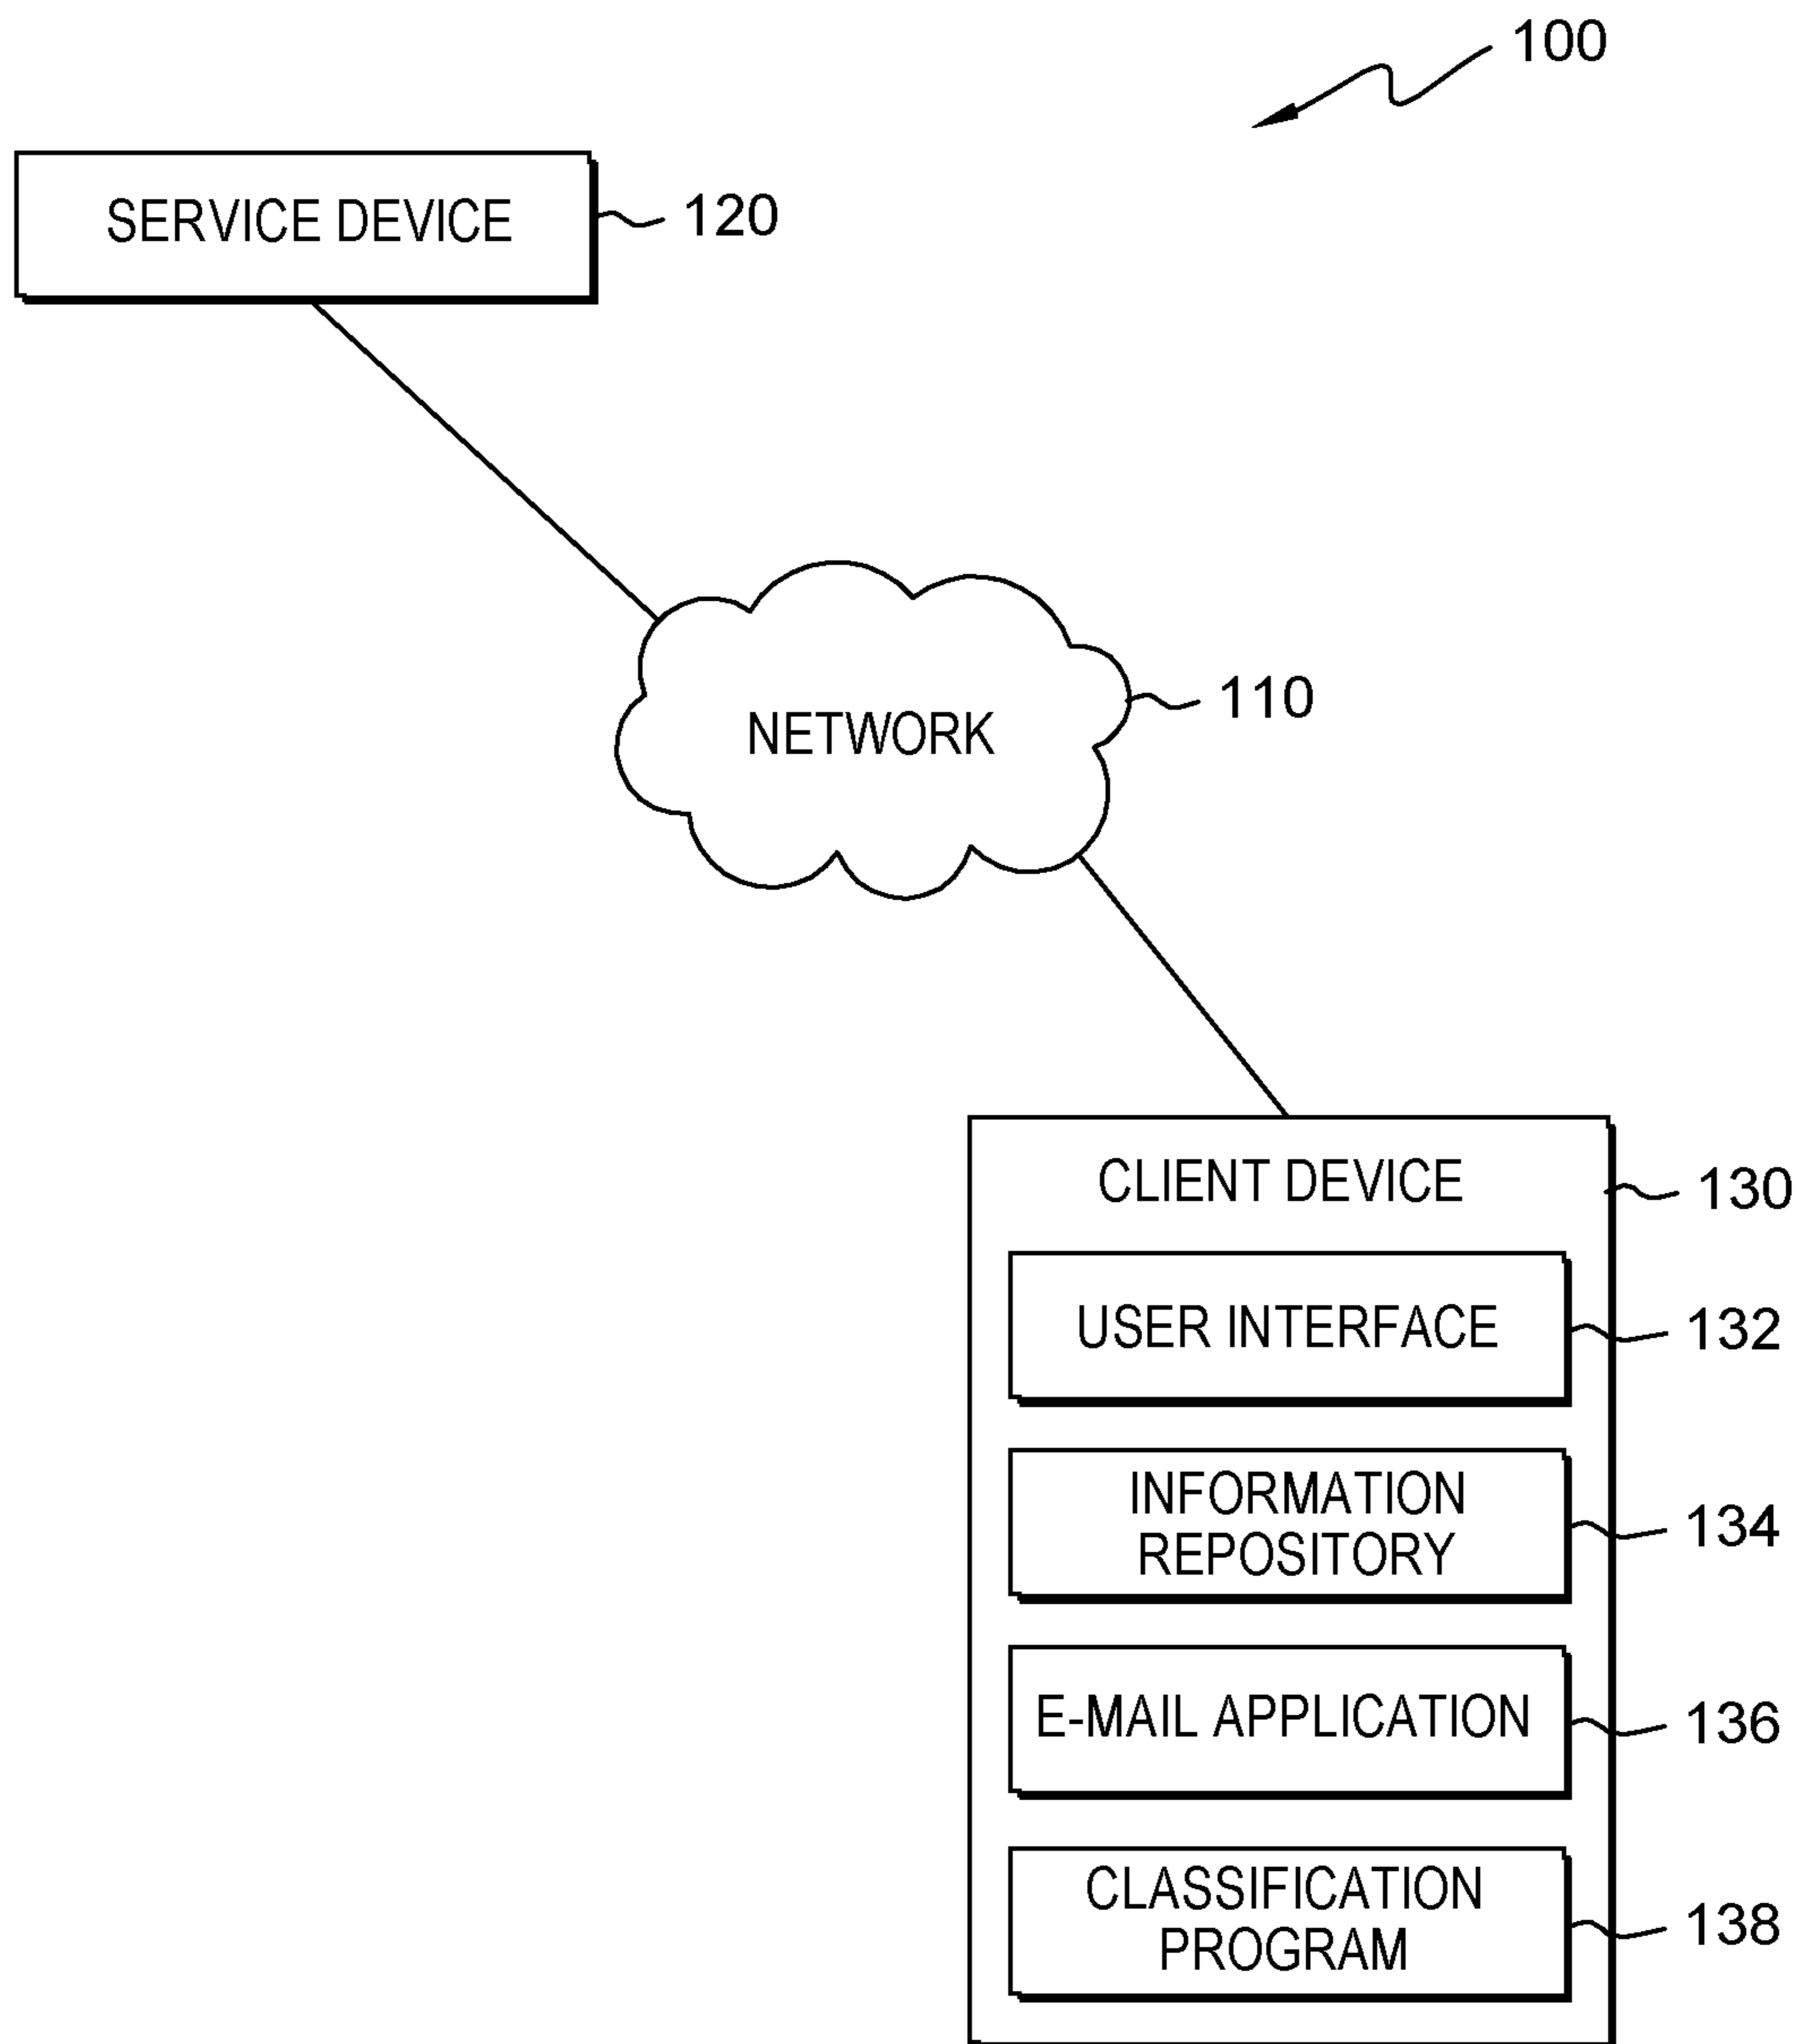 100
SERVICE DEVICE
120
NETWORK
110
CLIENT DEVICE
130
USER INTERFACE
132
INFORMATION
REPOSITORY
134
E-MAIL APPLICATION
136
CLASSIFICATION
PROGRAM
138